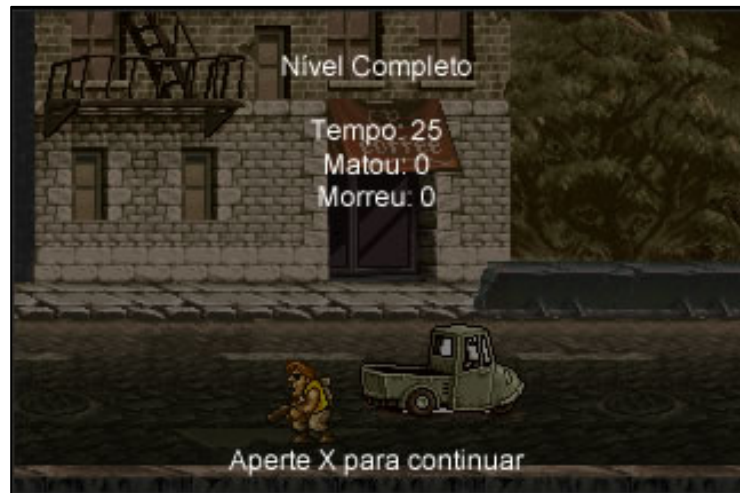 Nível Completo
Tempo: 25
Matou: 0
Morreu: 0
Aperte X para continuar